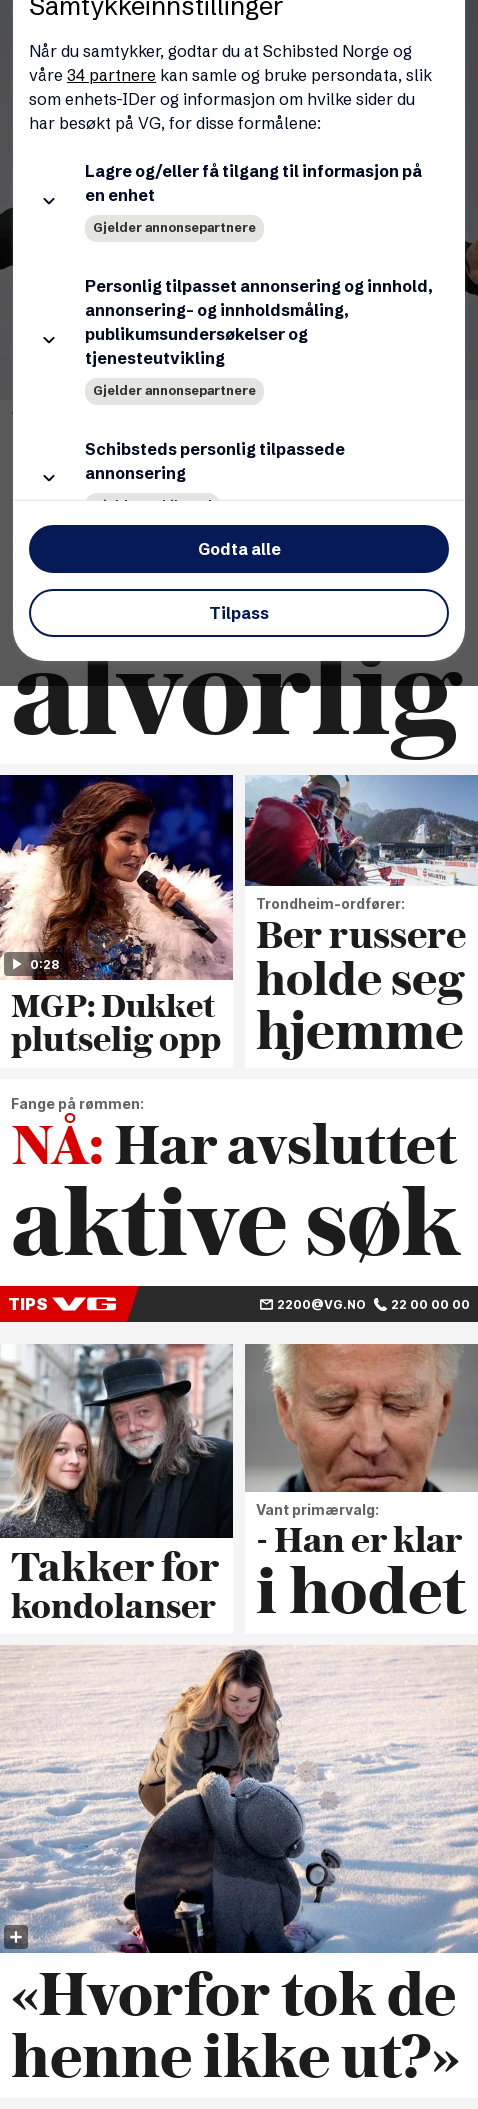 Samtykkeinnstillinger
Når du samtykker, godtar du at Schibsted Norge og
våre 34 partnere kan samle og bruke persondata, slik
som enhets-IDer og informasjon om hvilke sider du
har besøkt på VG, for disse formålene:
Lagre og/eller få tilgang til informasjon på
en enhet
Gjelder annonsepartnere
Personlig tilpasset annonsering og innhold,
annonsering- og innholdsmåling,
publikumsundersøkelser og
tjenesteutvikling
Gjelder annonsepartnere
Schibsteds personlig tilpassede
annonsering
Godta alle
Tilpass
alvorlig
0:28
MGP: Dukket
plutselig opp
Trondheim-ordfører:
Ber russere
holde seg
hjemme
Fange på rømmen:
NÅ: Har avsluttet
aktive søk
TIPS VG
2200@VG.NO 22 00 00 00
Takker for
kondolanser
Vant primærvalg:
- Han er klar
i hodet
«Hvorfor tok de
henne ikke ut?»